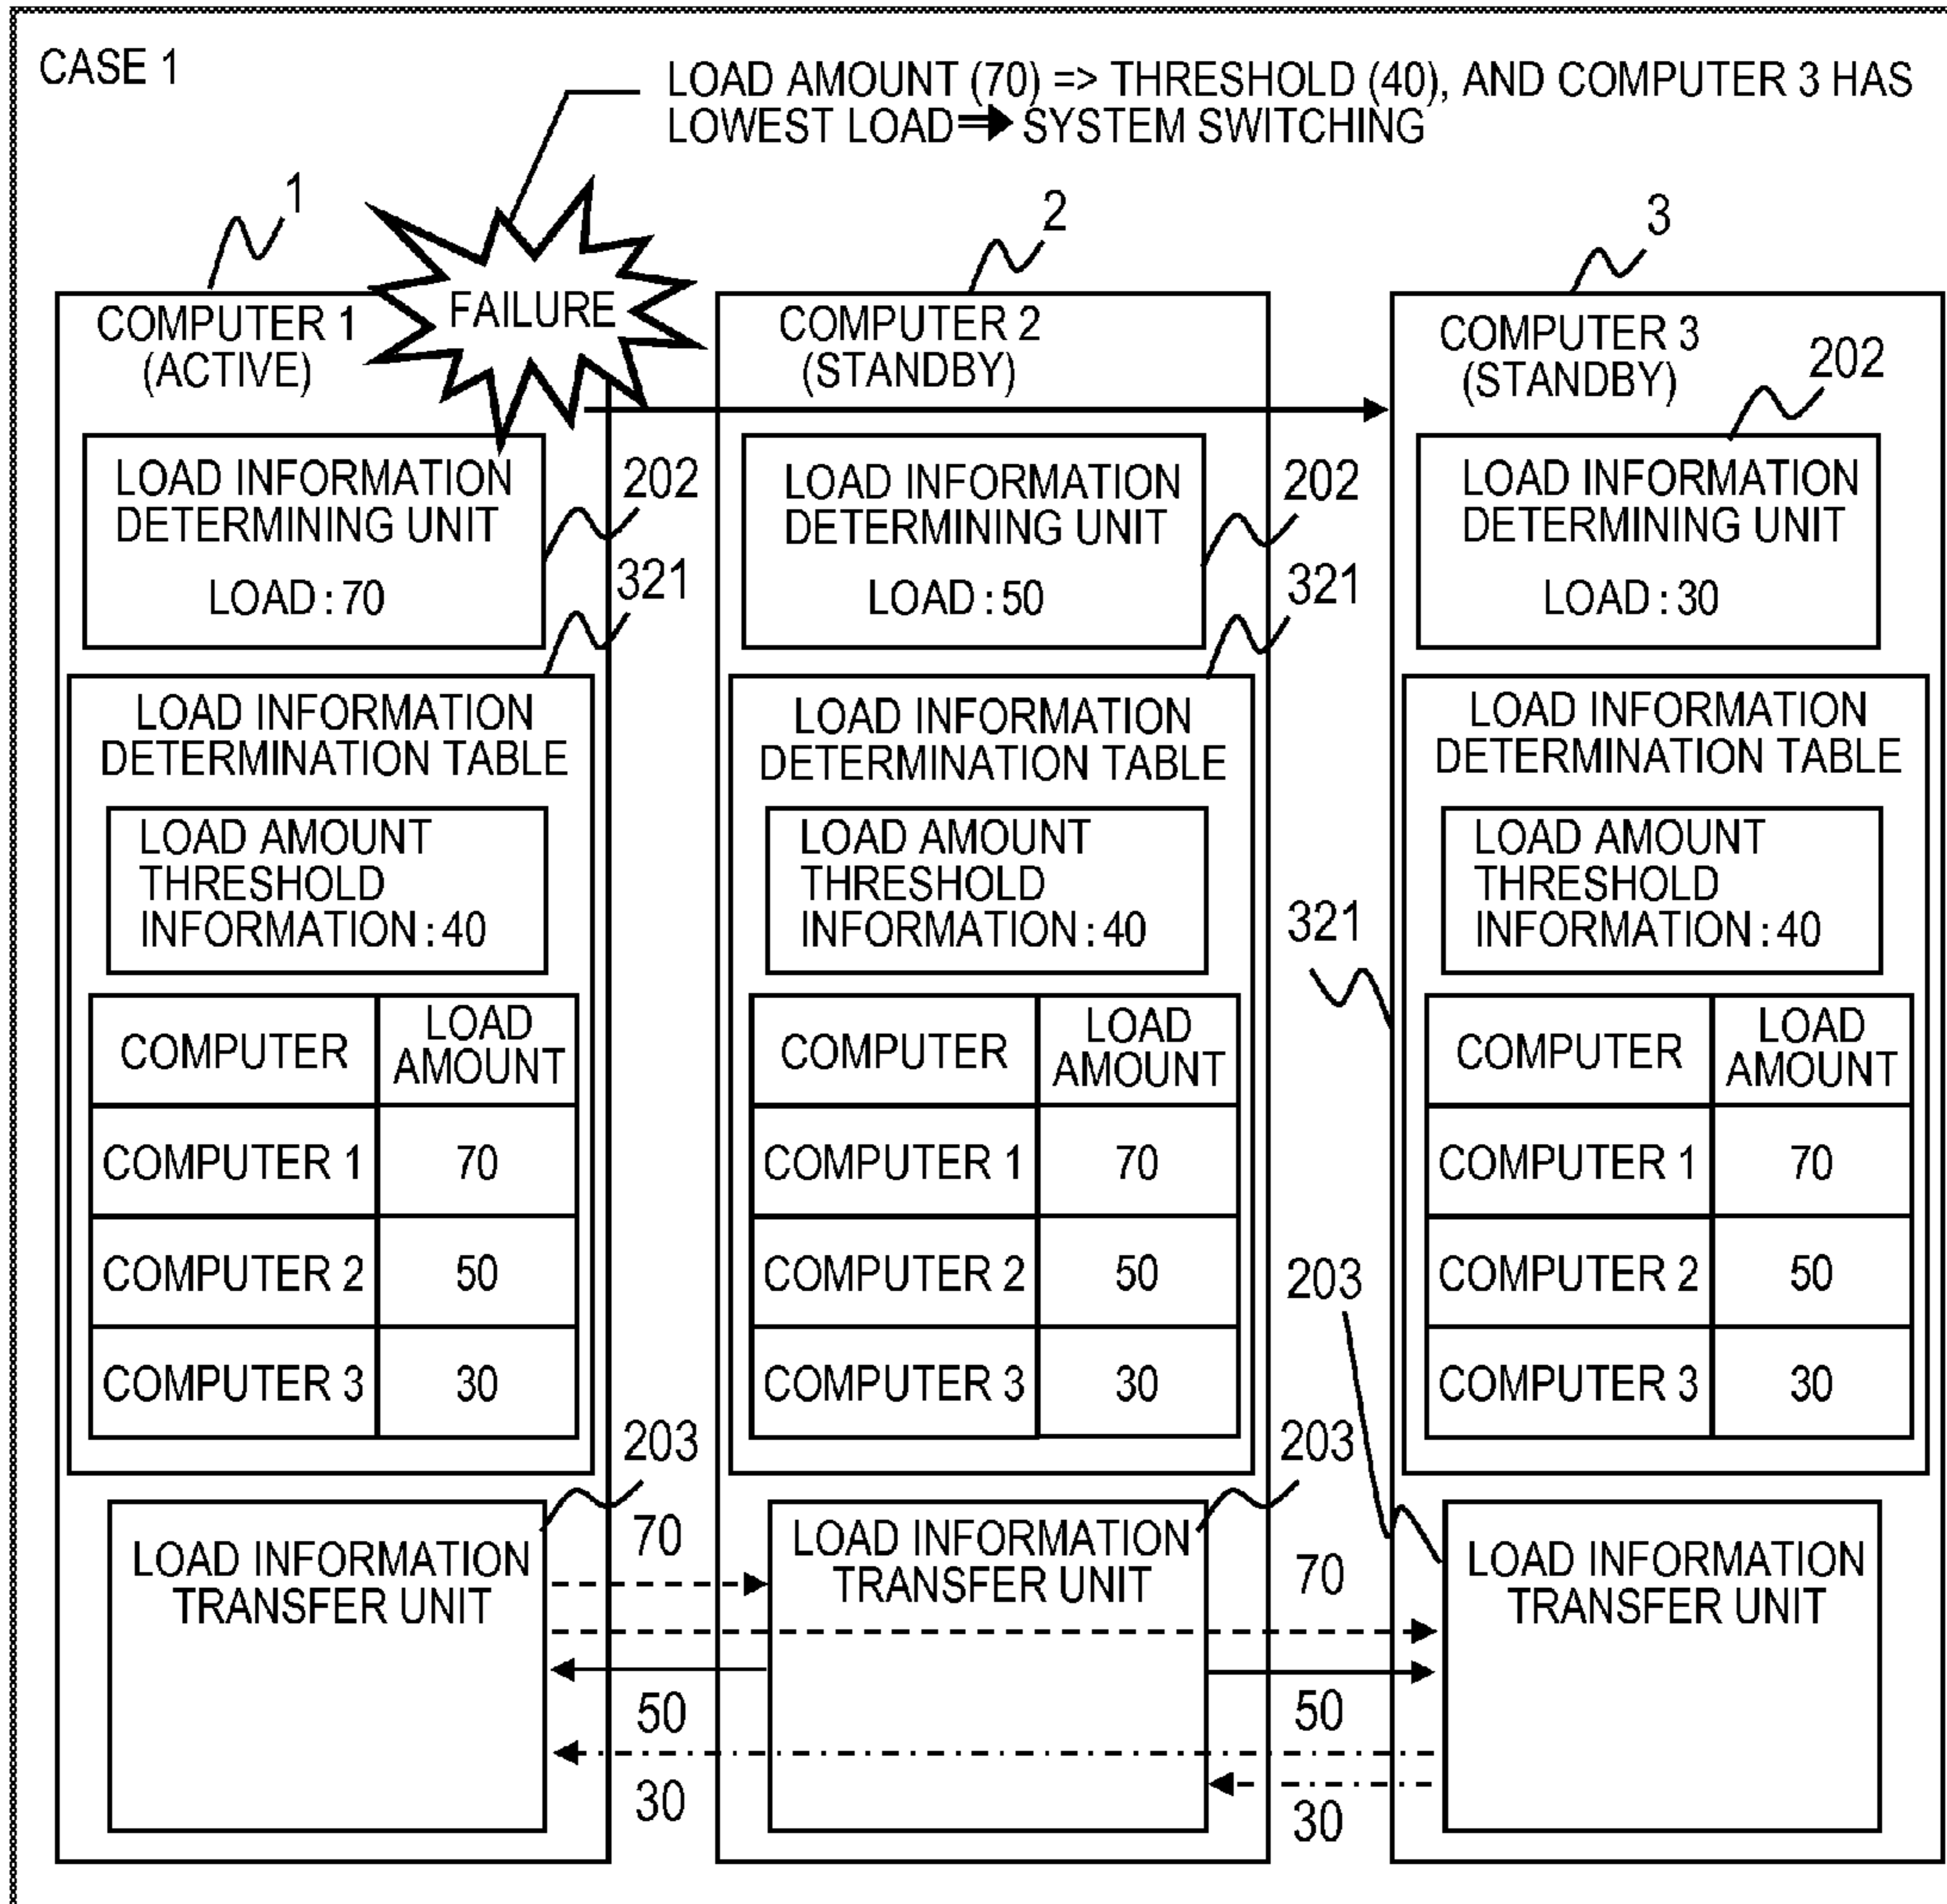 CASE 1
LOAD AMOUNT (70) => THRESHOLD (40), AND COMPUTER 3 HAS
LOWEST LOAD ➡ SYSTEM SWITCHING
1
2
3
FAILURE
COMPUTER 1
(ACTIVE)
LOAD INFORMATION
DETERMINING UNIT
LOAD : 70
202
321
LOAD INFORMATION
DETERMINATION TABLE
LOAD AMOUNT
THRESHOLD
INFORMATION : 40
COMPUTER LOAD AMOUNT
COMPUTER 1 70
COMPUTER 2 50
COMPUTER 3 30
203
LOAD INFORMATION
TRANSFER UNIT
COMPUTER 2
(STANDBY)
LOAD INFORMATION
DETERMINING UNIT
LOAD : 50
202
321
LOAD INFORMATION
DETERMINATION TABLE
LOAD AMOUNT
THRESHOLD
INFORMATION : 40
COMPUTER LOAD AMOUNT
COMPUTER 1 70
COMPUTER 2 50
COMPUTER 3 30
203
LOAD INFORMATION
TRANSFER UNIT
COMPUTER 3
(STANDBY)
202
LOAD INFORMATION
DETERMINING UNIT
LOAD : 30
LOAD INFORMATION
DETERMINATION TABLE
LOAD AMOUNT
THRESHOLD
INFORMATION : 40
321
COMPUTER LOAD AMOUNT
COMPUTER 1 70
COMPUTER 2 50
COMPUTER 3 30
203
LOAD INFORMATION
TRANSFER UNIT
70
70
50
50
30
30